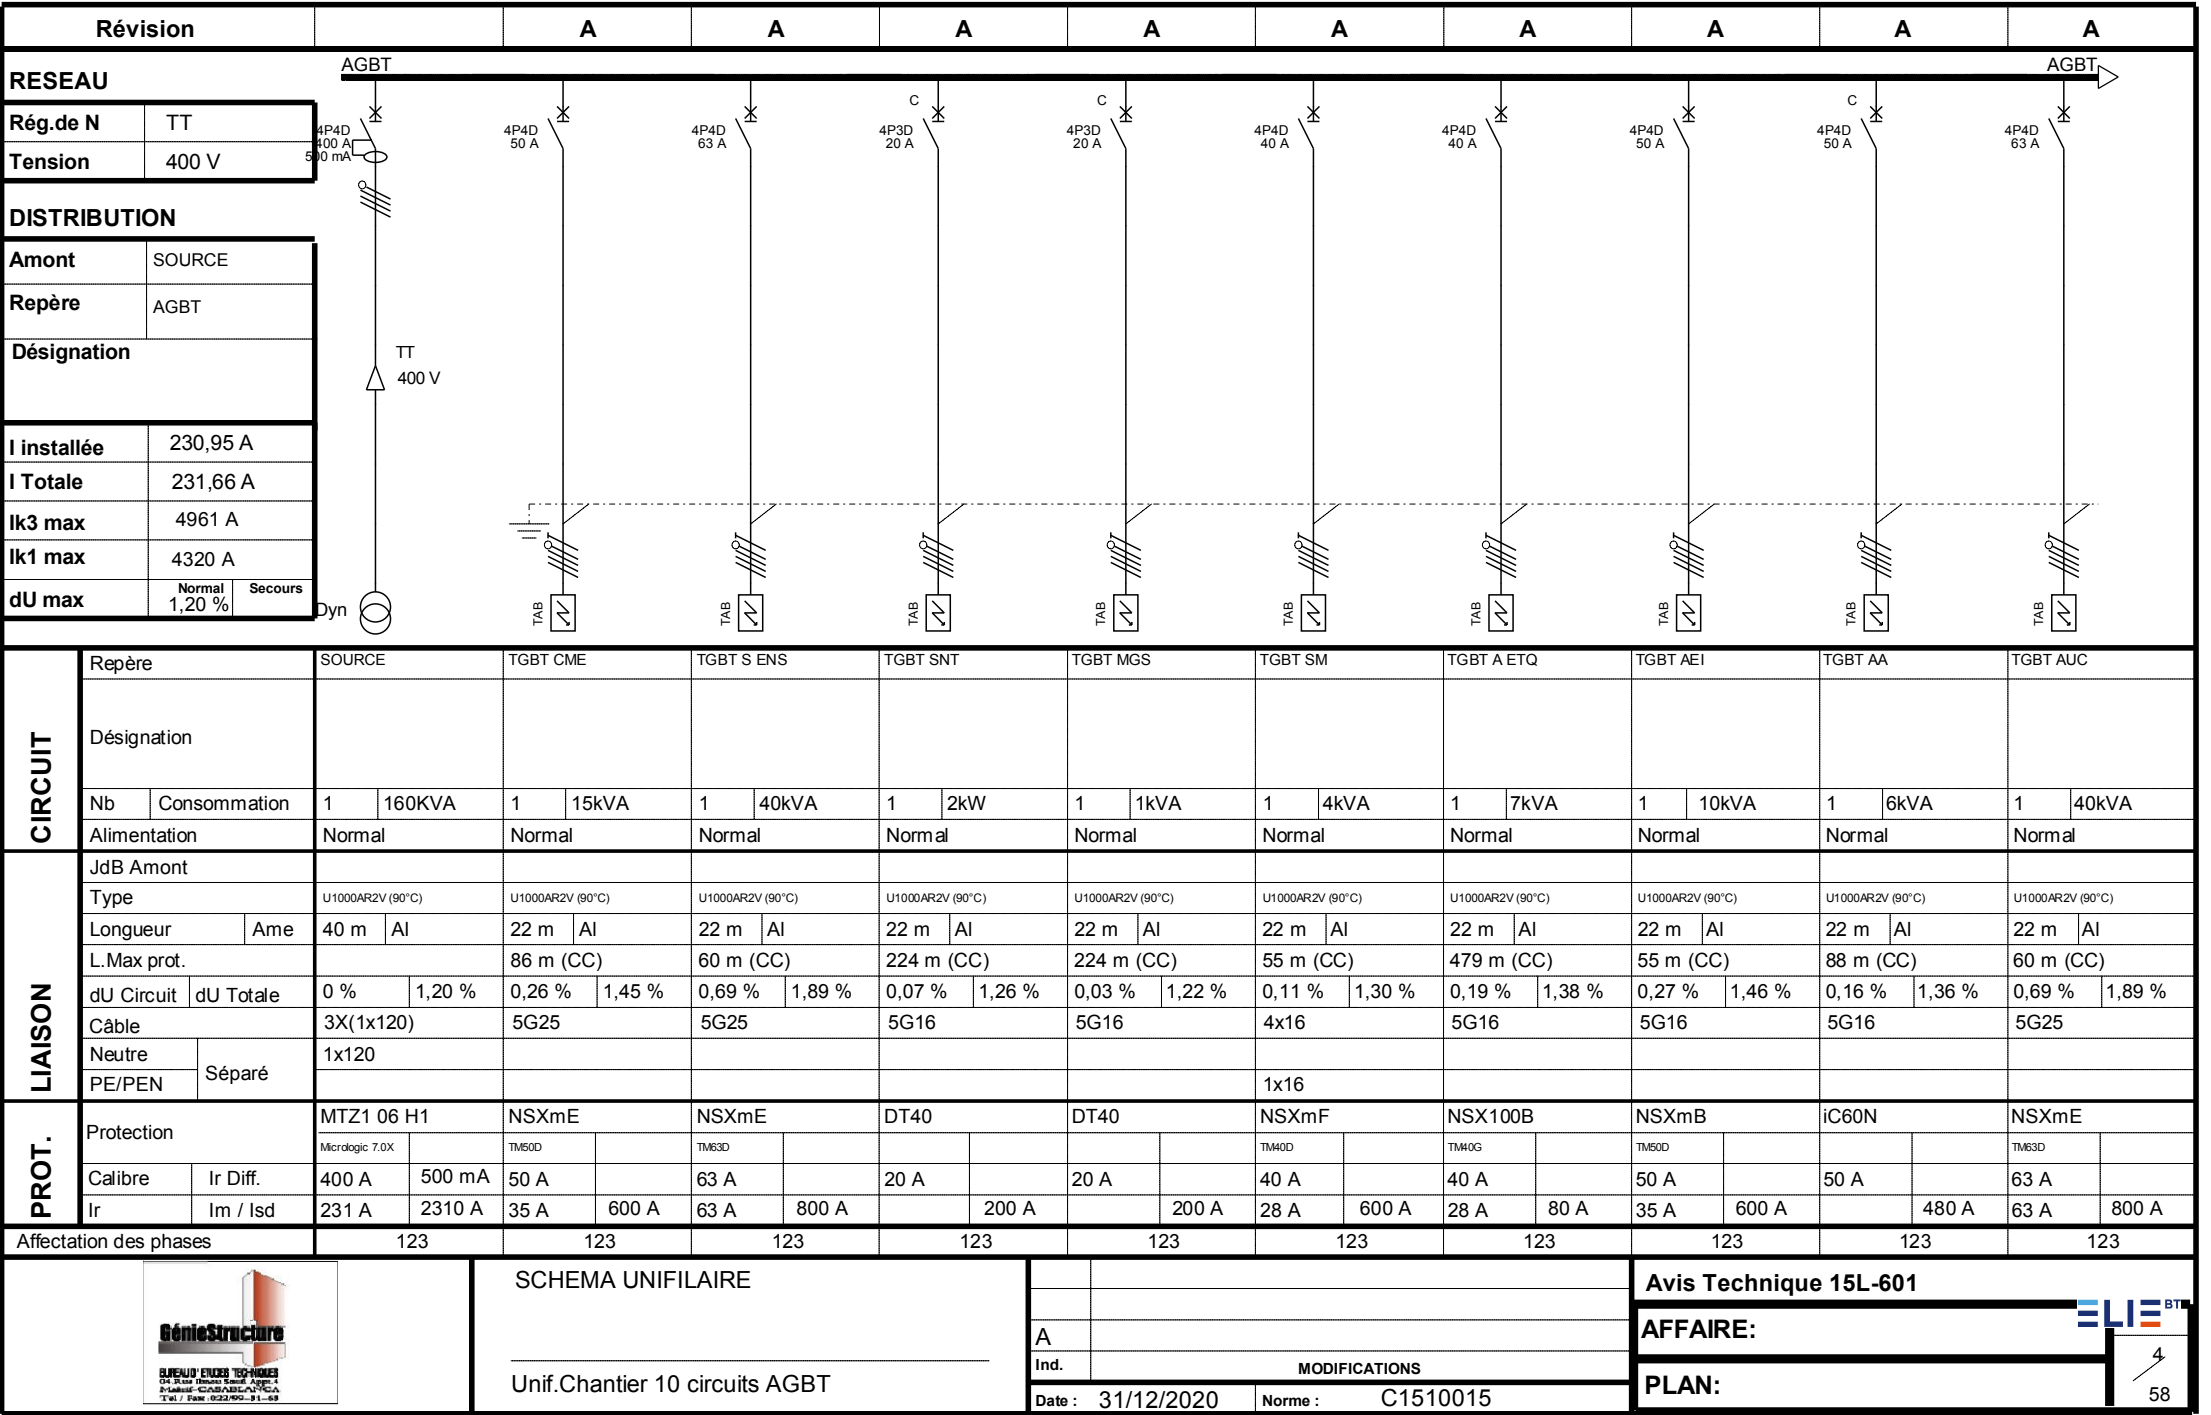 Révision A A A A A A A A A
RESEAU
Rég.de N TT
Tension 400 V
DISTRIBUTION
Amont SOURCE
Repère AGBT
Désignation
I installée 230,95 A
I Totale 231,66 A
Ik3 max 4961 A
Ik1 max 4320 A
dU max Normal 1,20 % Secours
AGBT AGBT
C C C
4P4D 4P4D 4P4D 4P3D 4P3D 4P4D 4P4D 4P4D 4P4D 4P4D
400 A 50 A 63 A 20 A 20 A 40 A 40 A 50 A 50 A 63 A
500 mA
TT
400 V
Dyn TAB TAB TAB TAB TAB TAB TAB TAB TAB
CIRCUIT
Repère SOURCE TGBT CME TGBT S ENS TGBT SNT TGBT MGS TGBT SM TGBT A ETQ TGBT AEI TGBT AA TGBT AUC
Désignation
Nb Consommation 1 160KVA 1 15kVA 1 40kVA 1 2kW 1 1kVA 1 4kVA 1 7kVA 1 10kVA 1 6kVA 1 40kVA
Alimentation Normal Normal Normal Normal Normal Normal Normal Normal Normal Normal
LIAISON
JdB Amont
Type U1000AR2V (90°C) U1000AR2V (90°C) U1000AR2V (90°C) U1000AR2V (90°C) U1000AR2V (90°C) U1000AR2V (90°C) U1000AR2V (90°C) U1000AR2V (90°C) U1000AR2V (90°C) U1000AR2V (90°C)
Longueur Ame 40 m Al 22 m Al 22 m Al 22 m Al 22 m Al 22 m Al 22 m Al 22 m Al 22 m Al 22 m Al
L.Max prot. 86 m (CC) 60 m (CC) 224 m (CC) 224 m (CC) 55 m (CC) 479 m (CC) 55 m (CC) 88 m (CC) 60 m (CC)
dU Circuit dU Totale 0 % 1,20 % 0,26 % 1,45 % 0,69 % 1,89 % 0,07 % 1,26 % 0,03 % 1,22 % 0,11 % 1,30 % 0,19 % 1,38 % 0,27 % 1,46 % 0,16 % 1,36 % 0,69 % 1,89 %
Câble 3X(1x120) 5G25 5G25 5G16 5G16 4x16 5G16 5G16 5G16 5G25
Neutre Séparé 1x120
PE/PEN 1x16
PROT.
Protection MTZ1 06 H1 NSXmE NSXmE DT40 DT40 NSXmF NSX100B NSXmB iC60N NSXmE
Micrologic 7.0X TM50D TM63D TM40D TM40G TM50D TM63D
Calibre Ir Diff. 400 A 500 mA 50 A 63 A 20 A 20 A 40 A 40 A 50 A 50 A 63 A
Ir Im / Isd 231 A 2310 A 35 A 600 A 63 A 800 A 200 A 200 A 28 A 600 A 28 A 80 A 35 A 600 A 480 A 63 A 800 A
Affectation des phases 123 123 123 123 123 123 123 123 123 123
GénieStructure
BUREAU D' ETUDES TECHNIQUES
Maârif-CASABLANCA
SCHEMA UNIFILAIRE
Unif.Chantier 10 circuits AGBT
A
Ind. MODIFICATIONS
Date : 31/12/2020 Norme : C1510015
Avis Technique 15L-601
ELIE BT
AFFAIRE:
PLAN:
4
58